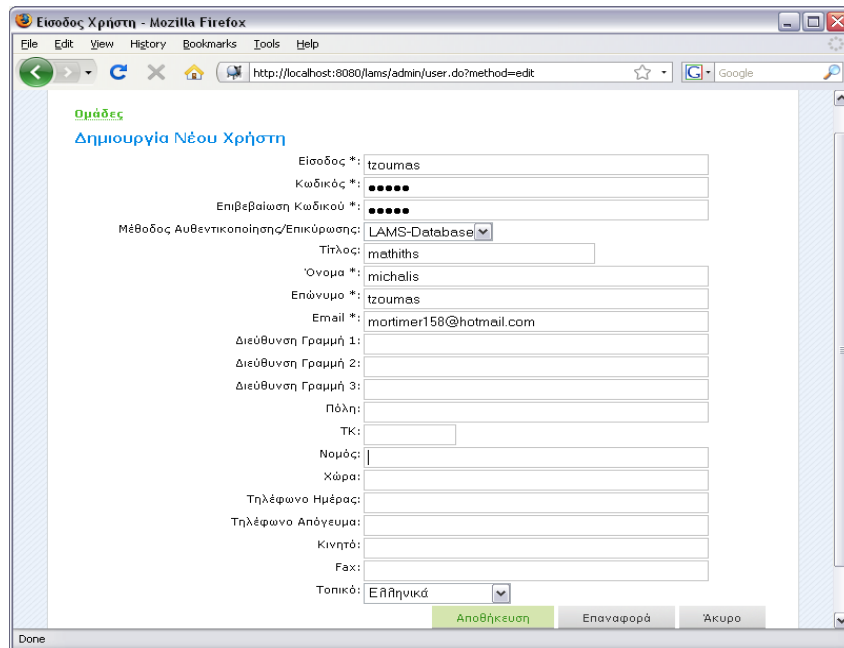 Είσοδος Χρήστη - Mozilla Firefox
File Edit View History Bookmarks Tools Help
http://localhost:8080/lams/admin/user.do?method=edit
G Google
Ομάδες
Δημιουργία Νέου Χρήστη
Είσοδος *: tzoumas
Κωδικός *: ●●●●●
Επιβεβαίωση Κωδικού *: ●●●●●
Μέθοδος Αυθεντικοποίησης/Επικύρωσης: LAMS-Database
Τίτλος: mathiths
Όνομα *: michalis
Επώνυμο *: tzoumas
Email *: mortimer158@hotmail.com
Διεύθυνση Γραμμή 1:
Διεύθυνση Γραμμή 2:
Διεύθυνση Γραμμή 3:
Πόλη:
ΤΚ:
Νομός:
Χώρα:
Τηλέφωνο Ημέρας:
Τηλέφωνο Απόγευμα:
Κινητό:
Fax:
Τοπικό: Ελληνικά
Αποθήκευση Επαναφορά Άκυρο
Done